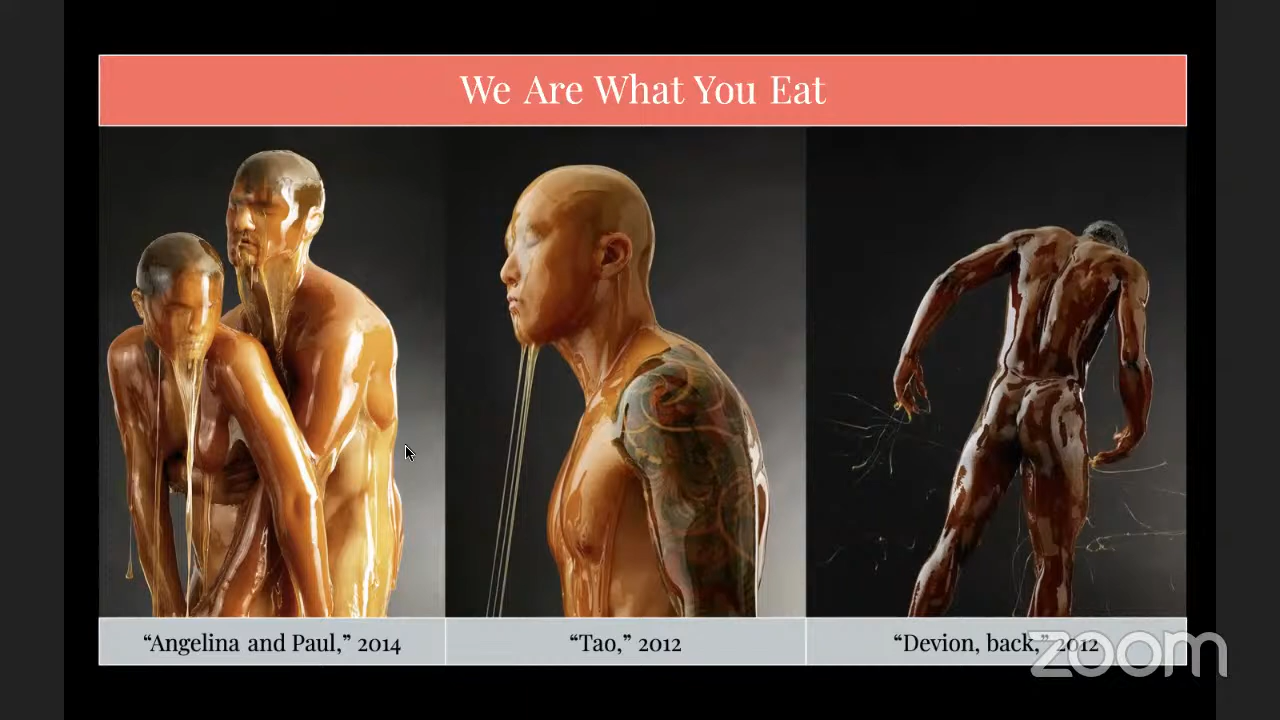 We Are What You Eat
“Angelina and Paul,” 2014
“Tao,” 2012
“Devion, back,” 2012
zoom